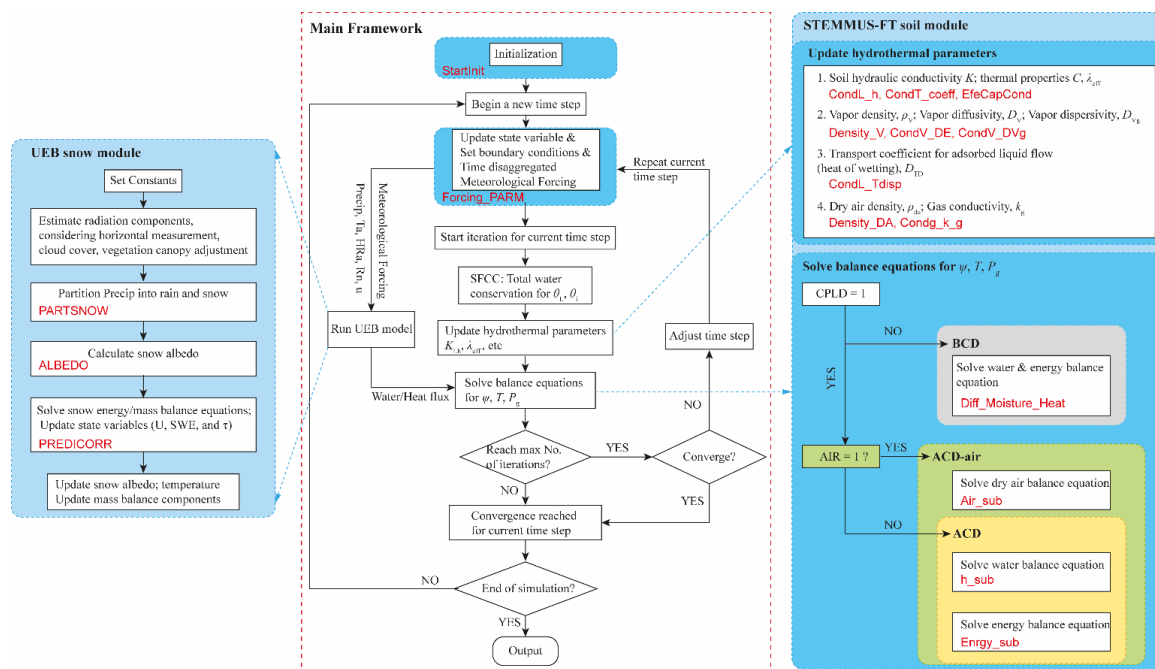 UEB snow module
Set Constants
Estimate radiation components,
considering horizontal measurement,
cloud cover, vegetation canopy adjustment
Partition Precip into rain and snow
PARTSNOW
Calculate snow albedo
ALBEDO
Solve snow energy/mass balance equations;
Update state variables (U, SWE, and τ)
PREDICORR
Update snow albedo; temperature
Update mass balance components
Main Framework
Initialization
StartInit
Begin a new time step
Update state variable &
Set boundary conditions &
Time disaggregated
Meteorological Forcing
Forcing_PARM
Repeat current
time step
Meteorological Forcing
Precip, Ta, HRa, Rn, u
Start iteration for current time step
SFCC: Total water
conservation for θL, θi
Run UEB model
Update hydrothermal parameters
KLh, λeff, etc
Adjust time step
Water/Heat flux
Solve balance equations
for ψ, T, Pg
NO
Reach max No.
of iterations?
YES
Converge?
NO
YES
Convergence reached
for current time step
NO
End of simulation?
YES
Output
STEMMUS-FT soil module
Update hydrothermal parameters
1. Soil hydraulic conductivity K; thermal properties C, λeff
CondL_h, CondT_coeff, EfeCapCond
2. Vapor density, ρV; Vapor diffusivity, DV; Vapor dispersivity, DVg
Density_V, CondV_DE, CondV_DVg
3. Transport coefficient for adsorbed liquid flow
(heat of wetting), DTD
CondL_Tdisp
4. Dry air density, ρda; Gas conductivity, kg
Density_DA, Condg_k_g
Solve balance equations for ψ, T, Pg
CPLD = 1
NO
BCD
Solve water & energy balance
equation
Diff_Moisture_Heat
YES
AIR = 1 ?
YES
ACD-air
Solve dry air balance equation
Air_sub
NO
ACD
Solve water balance equation
h_sub
Solve energy balance equation
Enrgy_sub